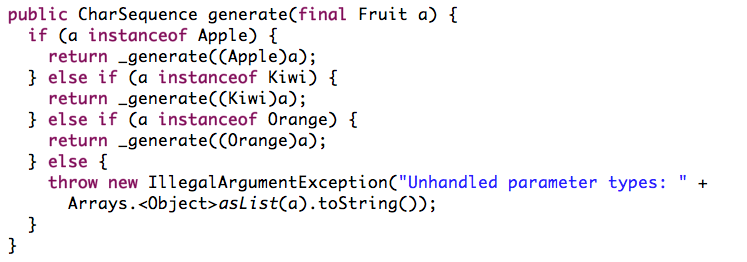 public CharSequence generate(final Fruit a) {
  if (a instanceof Apple) {
    return _generate((Apple)a);
  } else if (a instanceof Kiwi) {
    return _generate((Kiwi)a);
  } else if (a instanceof Orange) {
    return _generate((Orange)a);
  } else {
    throw new IllegalArgumentException("Unhandled parameter types: " +
      Arrays.<Object>asList(a).toString());
  }
}